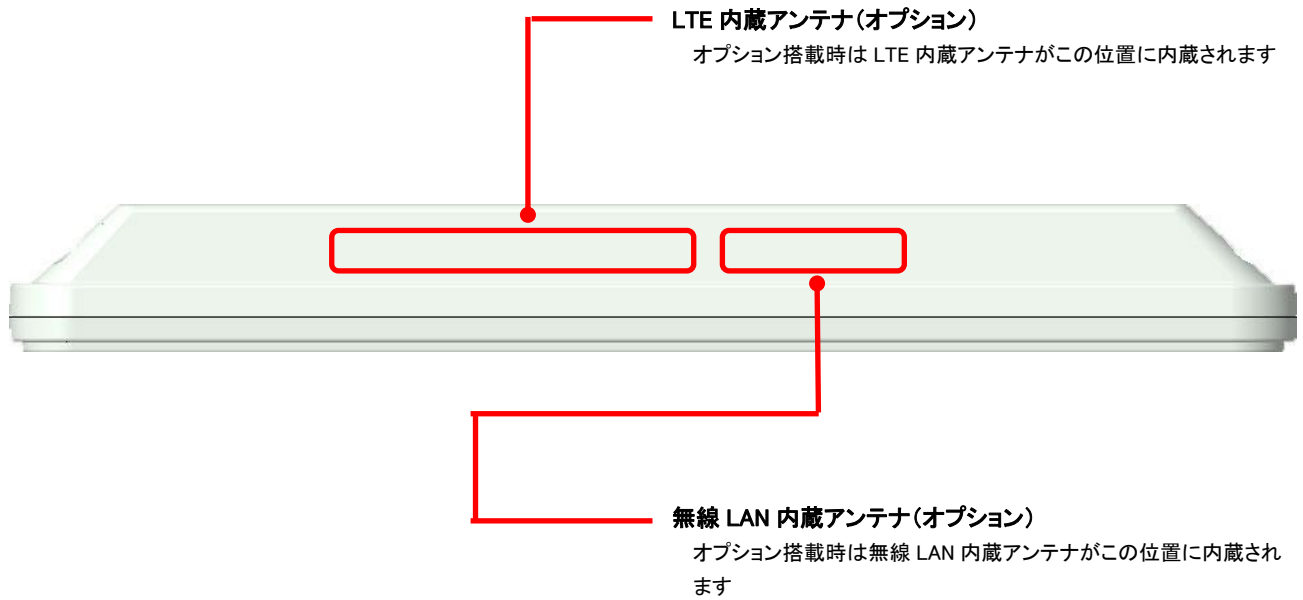 LTE 内蔵アンテナ(オプション)
オプション搭載時は LTE 内蔵アンテナがこの位置に内蔵されます
無線 LAN 内蔵アンテナ(オプション)
オプション搭載時は無線 LAN 内蔵アンテナがこの位置に内蔵され
ます